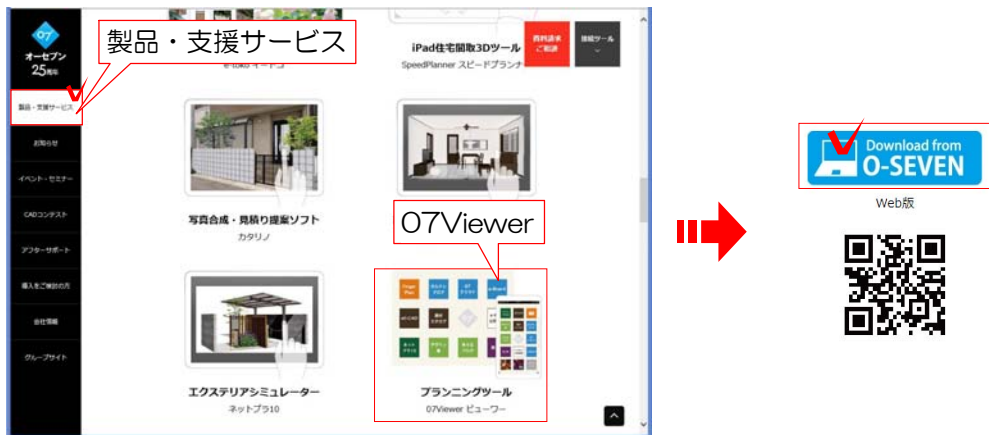 07
オーセブン
25周年
製品・支援サービス
製品・支援サービス
お知らせ
イベント・セミナー
CADコンテスト
アフターサポート
導入をご検討の方
会社情報
グループサイト
e-toko イートコ
iPad住宅間取3Dツール
SpeedPlanner スピードプランナ
資料請求
ご相談
写真合成・見積り提案ソフト
カタリノ
07Viewer
エクステリアシミュレーター
ネットプラ10
プランニングツール
07Viewer ビューワー
Download from
O-SEVEN
Web版